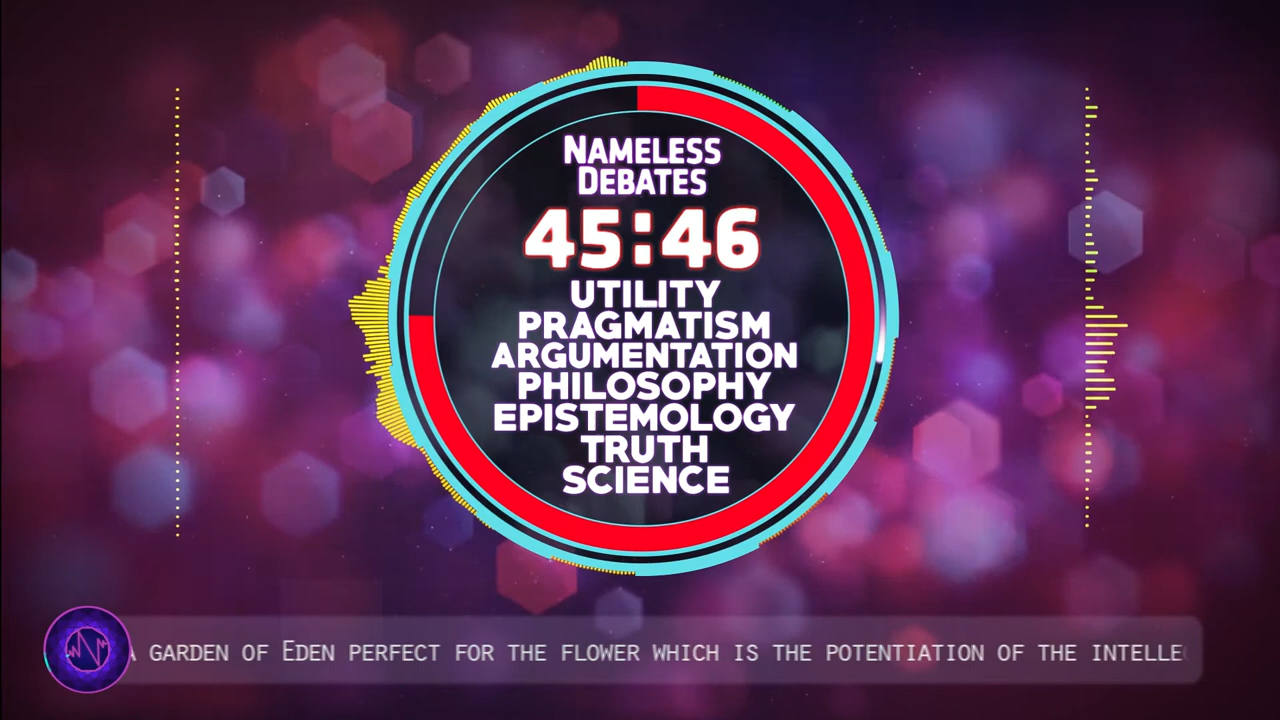 NAMELESS
DEBATES
45:46
UTILITY
PRAGMATISM
ARGUMENTATION
PHILOSOPHY
EPISTEMOLOGY
TRUTH
SCIENCE
A GARDEN OF EDEN PERFECT FOR THE FLOWER WHICH IS THE POTENTIATION OF THE